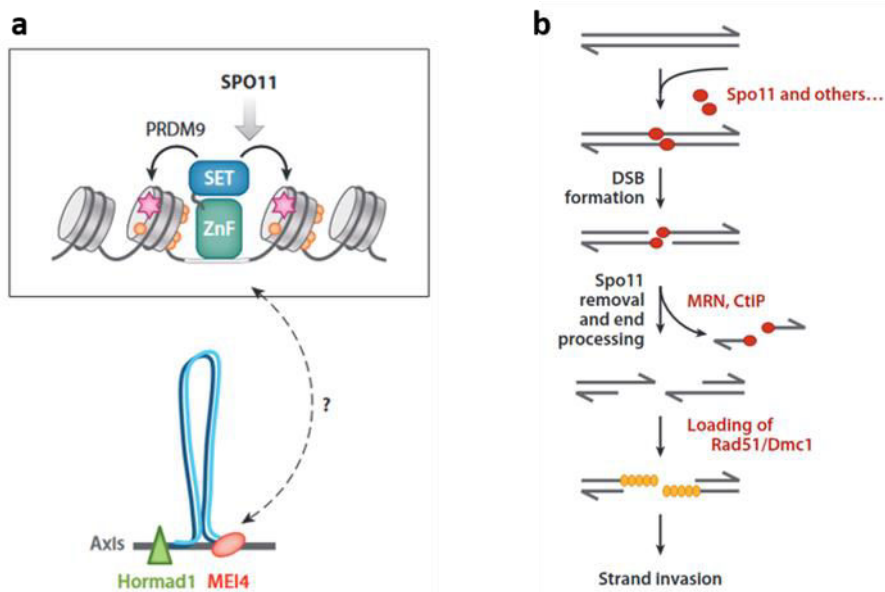 a
SPO11
PRDM9
SET
ZnF
?
Axis
Hormad1 MEI4
b
Spo11 and others...
DSB
formation
Spo11
removal
and end
processing
MRN, CtIP
Loading of
Rad51/Dmc1
Strand invasion